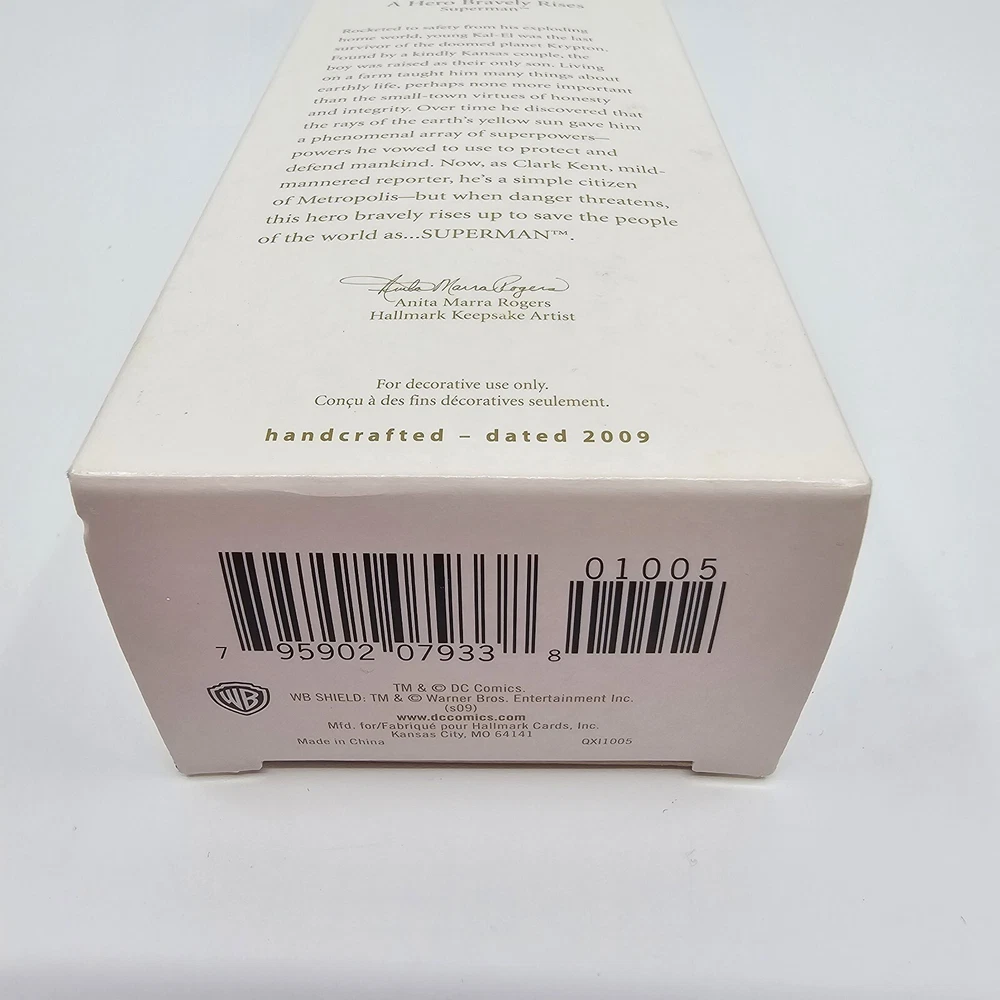 A Hero Bravely Rises
Superman™
Rocketed to safety from his exploding
home world, young Kal-El was the last
survivor of the doomed planet Krypton.
Found by a kindly Kansas couple, the
boy was raised as their only son. Living
on a farm taught him many things about
earthly life, perhaps none more important
than the small-town virtues of honesty
and integrity. Over time he discovered that
the rays of the earth's yellow sun gave him
a phenomenal array of superpowers—
powers he vowed to use to protect and
defend mankind. Now, as Clark Kent, mild-
mannered reporter, he's a simple citizen
of Metropolis—but when danger threatens,
this hero bravely rises up to save the people
of the world as...SUPERMAN™.
Anita Marra Rogers
Anita Marra Rogers
Hallmark Keepsake Artist
For decorative use only.
Conçu à des fins décoratives seulement.
handcrafted – dated 2009
01005
7 95902 07933 8
WB
TM & © DC Comics.
WB SHIELD: TM & © Warner Bros. Entertainment Inc.
(s09)
www.dccomics.com
Mfd. for/Fabriqué pour Hallmark Cards, Inc.
Kansas City, MO 64141
Made in China QXI1005